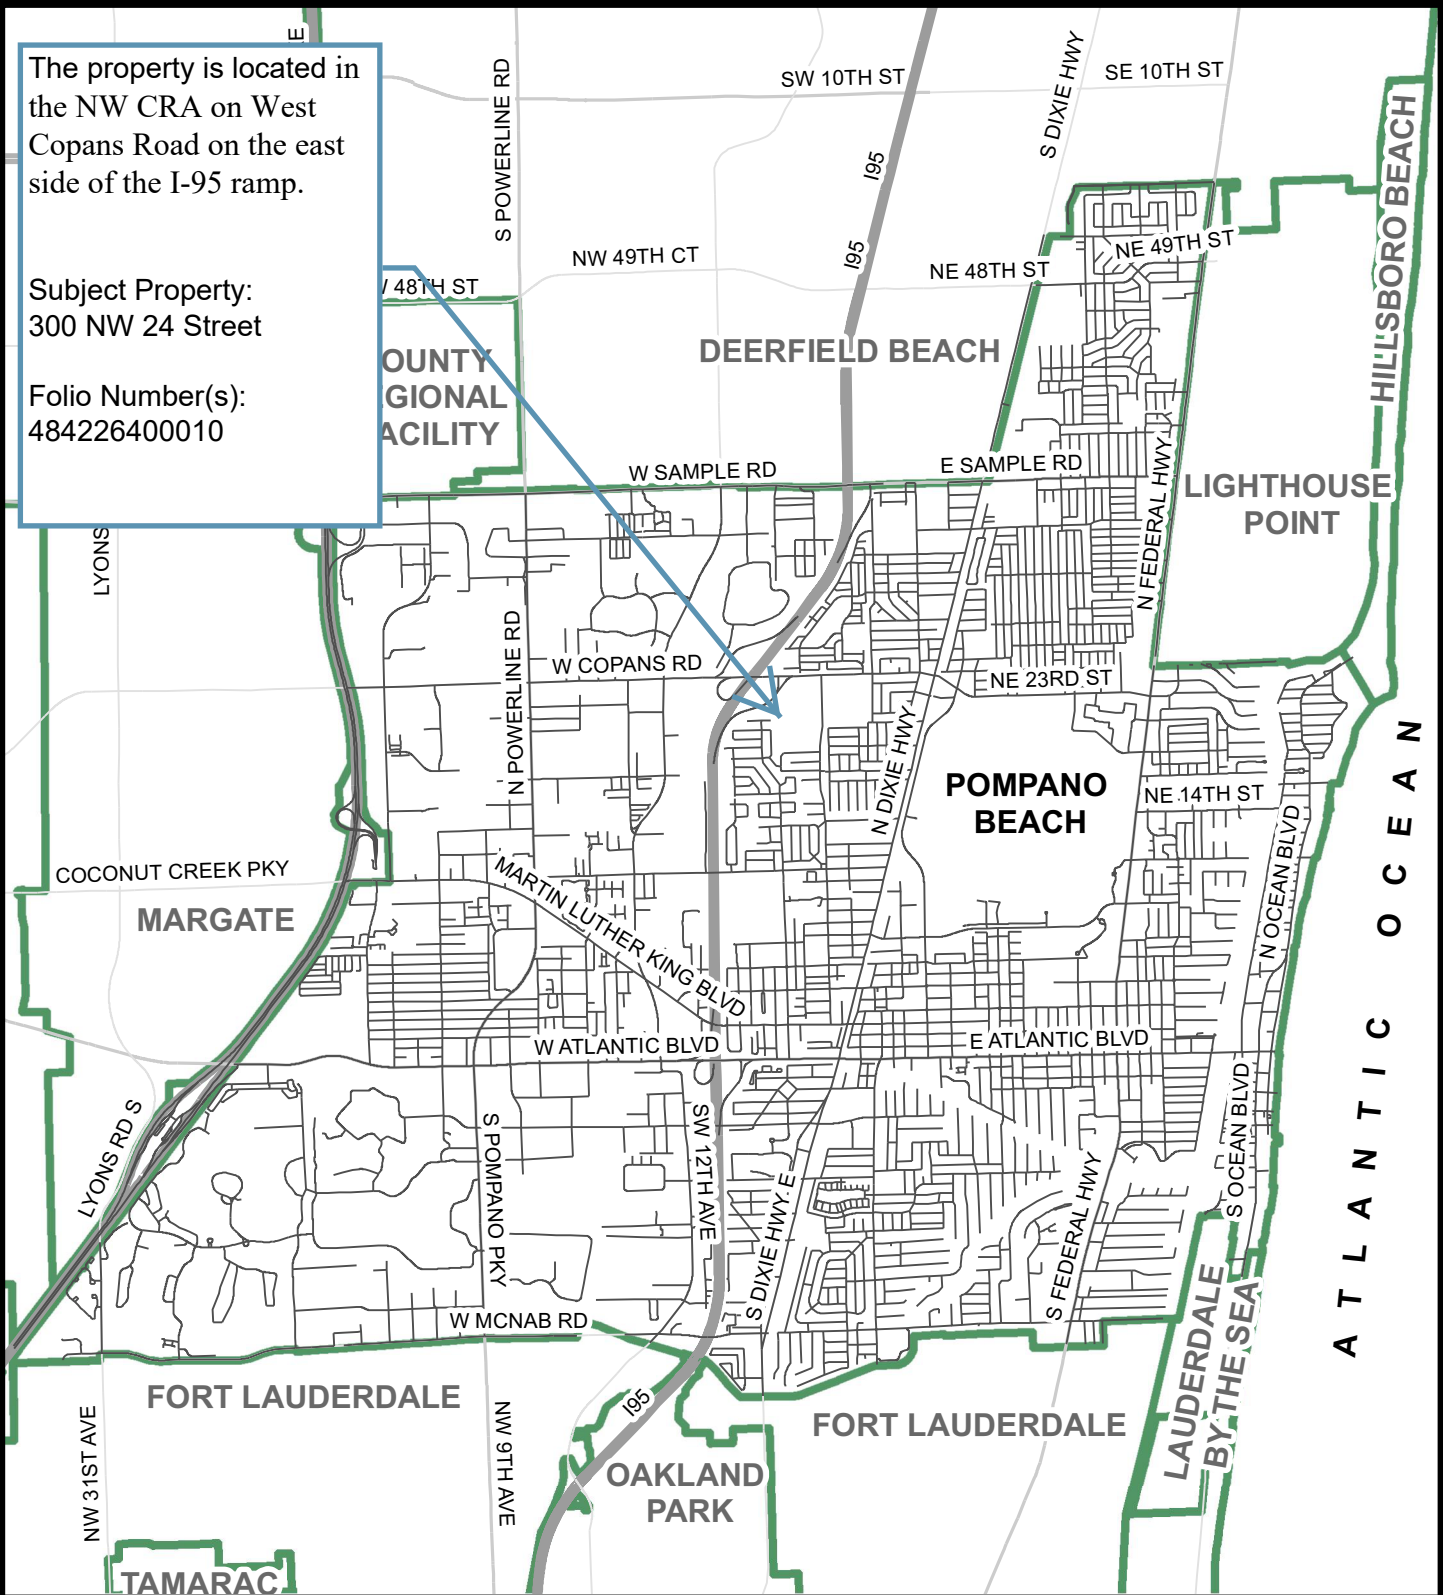 The property is located in
the NW CRA on West
Copans Road on the east
side of the I-95 ramp.
Subject Property:
300 NW 24 Street
Folio Number(s):
484226400010
E
S POWERLINE RD
SW 10TH ST
SE 10TH ST
S DIXIE HWY
I95
I95
HILLSBORO BEACH
NW 49TH CT
NE 49TH ST
NE 48TH ST
48TH ST
OUNTY
GIONAL
ACILITY
DEERFIELD BEACH
W SAMPLE RD
E SAMPLE RD
N FEDERAL HWY
LIGHTHOUSE
POINT
LYONS
N POWERLINE RD
W COPANS RD
NE 23RD ST
N DIXIE HWY
POMPANO
BEACH
NE 14TH ST
ATLANTIC OCEAN
COCONUT CREEK PKY
MARGATE
MARTIN LUTHER KING BLVD
N OCEAN BLVD
W ATLANTIC BLVD
E ATLANTIC BLVD
LYONS RD S
S POMPANO PKY
SW 12TH AVE
S DIXIE HWY E
S FEDERAL HWY
S OCEAN BLVD
W MCNAB RD
LAUDERDALE
BY THE SEA
FORT LAUDERDALE
I95
FORT LAUDERDALE
NW 31ST AVE
NW 9TH AVE
OAKLAND
PARK
TAMARAC